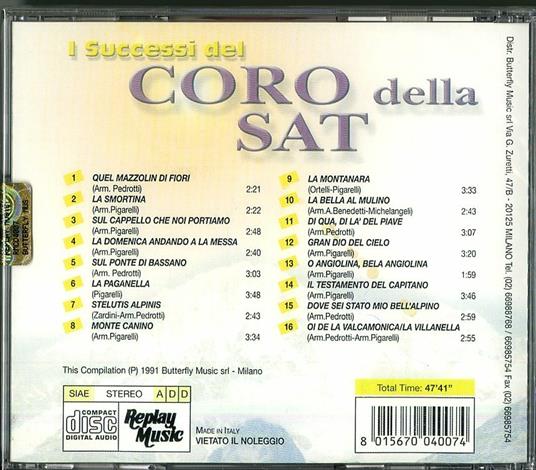 I Successi del
CORO della
SAT
1 QUEL MAZZOLIN DI FIORI
(Arm. Pedrotti) 2:21
2 LA SMORTINA
(Arm.Pigarelli) 2:22
3 SUL CAPPELLO CHE NOI PORTIAMO
(Arm.Pigarelli) 2:48
4 LA DOMENICA ANDANDO A LA MESSA
(Arm.Pigarelli) 2:40
5 SUL PONTE DI BASSANO
(Arm. Pedrotti) 3:03
6 LA PAGANELLA
(Pigarelli) 3:48
7 STELUTIS ALPINIS
(Zardini-Arm.Pedrotti) 2:43
8 MONTE CANINO
(Arm.Pigarelli) 3:34
9 LA MONTANARA
(Ortelli-Pigarelli) 3:33
10 LA BELLA AL MULINO
(Arm.A.Benedetti-Michelangeli) 2:43
11 DI QUA, DI LA' DEL PIAVE
(Arm.Pedrotti) 3:07
12 GRAN DIO DEL CIELO
(Arm.Pigarelli) 3:20
13 O ANGIOLINA, BELA ANGIOLINA
(Arm.Pigarelli) 1:59
14 IL TESTAMENTO DEL CAPITANO
(Arm.Pigarelli) 3:46
15 DOVE SEI STATO MIO BELL'ALPINO
(Arm.Pedrotti) 2:59
16 OI DE LA VALCAMONICA/LA VILLANELLA
(Arm.Pedrotti-Arm.Pigarelli) 2:55
This Compilation (P) 1991 Butterfly Music srl - Milano
SIAE STEREO A D D
COMPACT
disc
DIGITAL AUDIO
Replay
Music
MADE IN ITALY
VIETATO IL NOLEGGIO
Total Time: 47'41"
8 015670 040074
Distr. Butterfly Music srl Via G. Zuretti, 47/B - 20125 MILANO Tel. (02) 66988768 / 66985754 Fax (02) 66985754